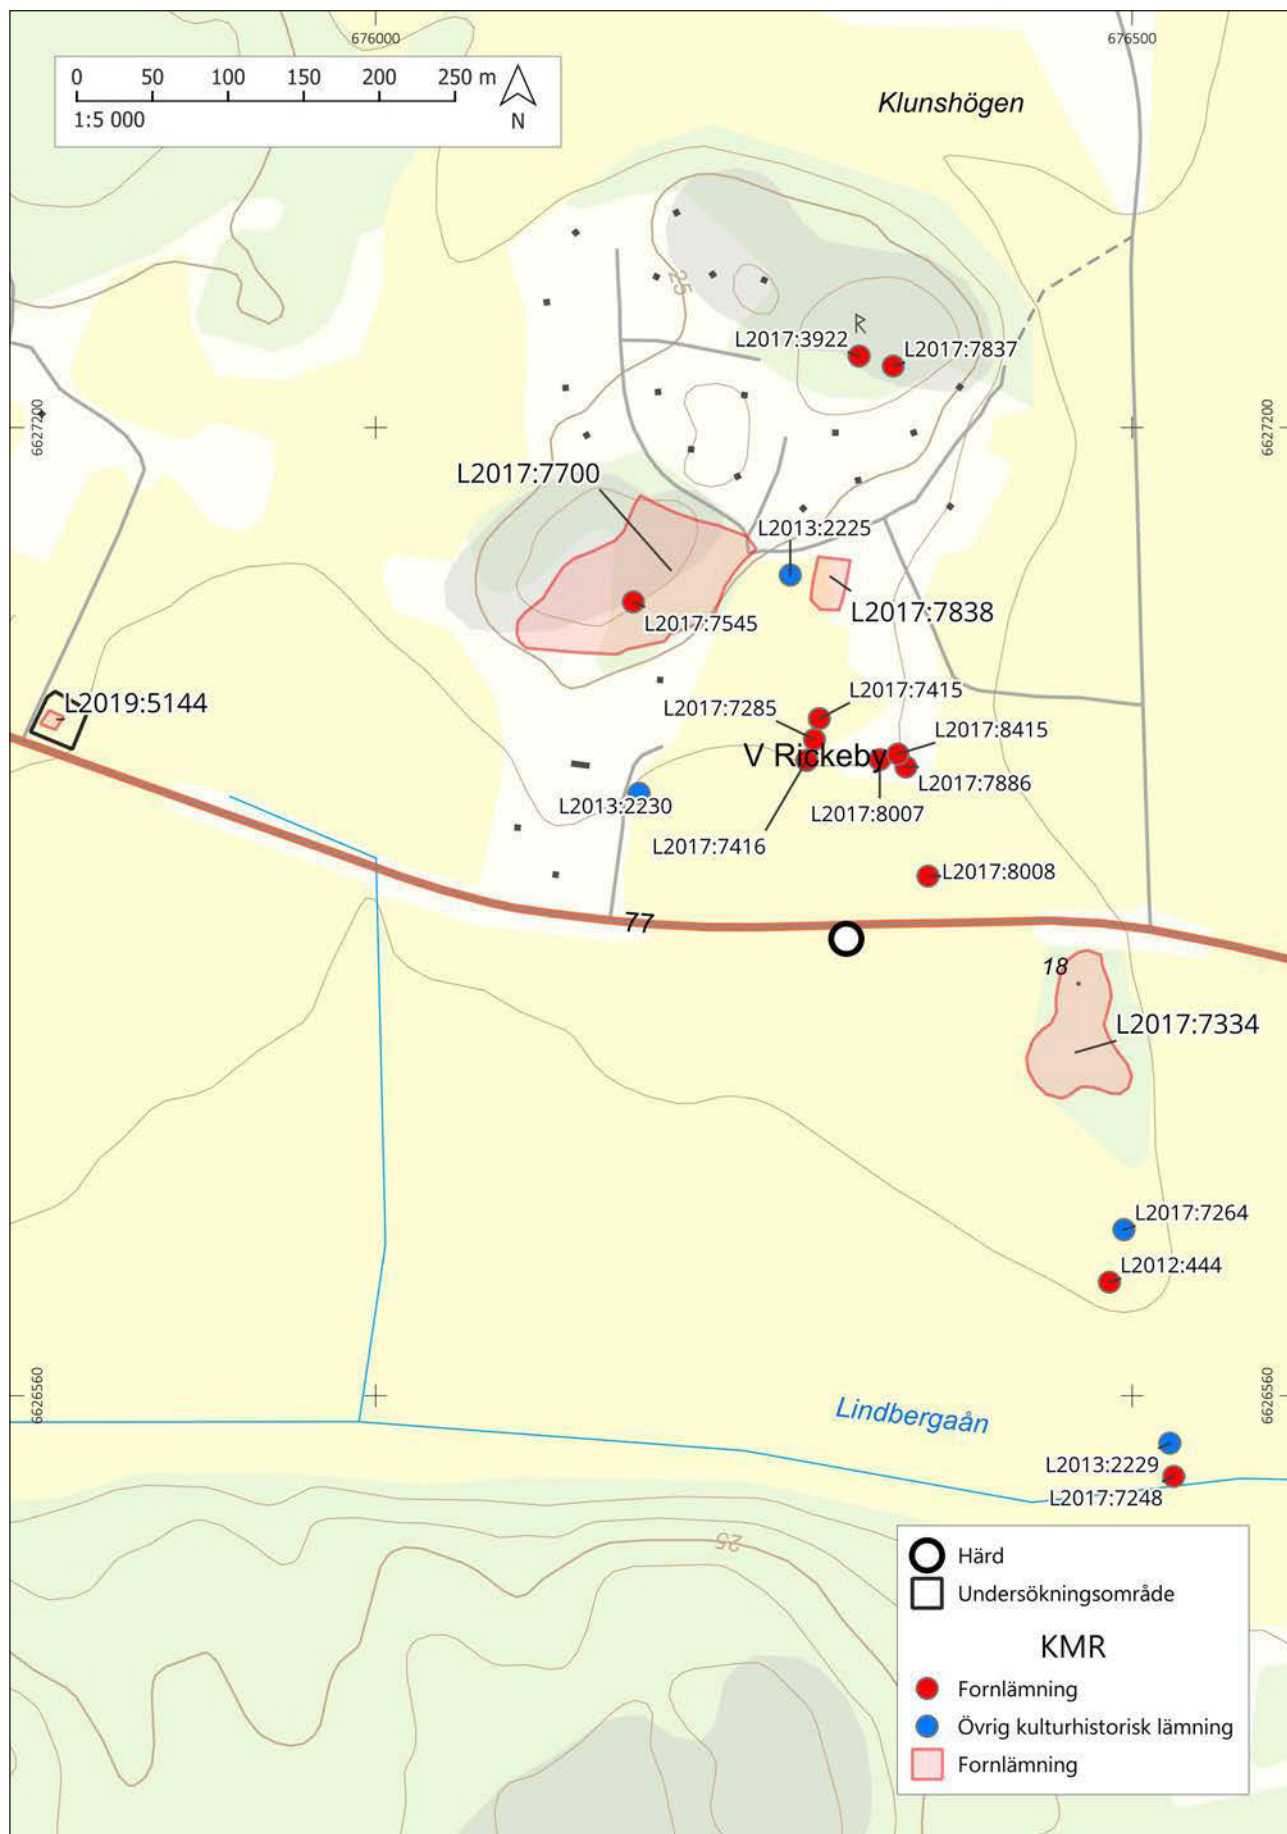 676000
676500
0 50 100 150 200 250 m
1:5 000
N
Klunshögen
25
ᚱ
L2017:3922
L2017:7837
6627200
6627200
L2017:7700
L2013:2225
L2017:7838
L2017:7545
L2019:5144
L2017:7415
L2017:7285
L2017:8415
V Rickeby
L2017:7886
L2013:2230
L2017:8007
L2017:7416
L2017:8008
77
18
L2017:7334
L2017:7264
L2012:444
6626560
6626560
Lindbergaån
L2013:2229
L2017:7248
25
Härd
Undersökningsområde
KMR
Fornlämning
Övrig kulturhistorisk lämning
Fornlämning